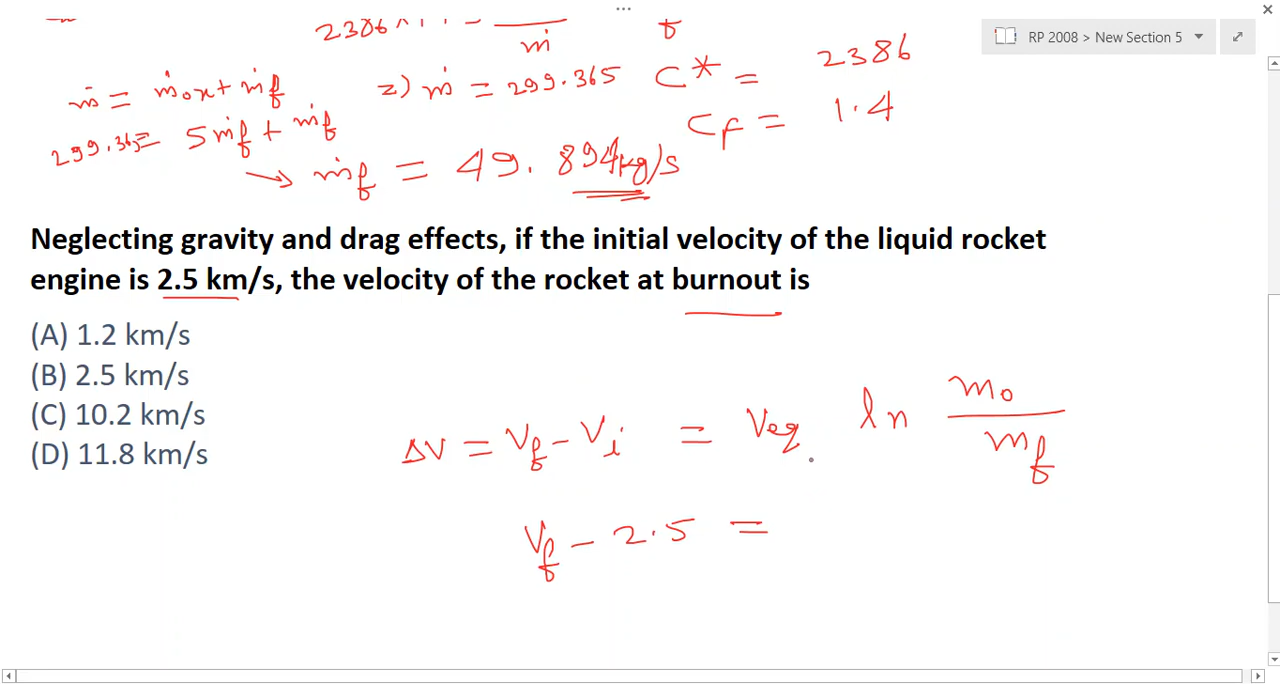 RP 2008 > New Section 5
2386 × 1.4 =
ṁ
ṁ = ṁox + ṁf
2) ṁ = 299.365
C* = 2386
299.365 = 5ṁf + ṁf
CF = 1.4
→ ṁf = 49.894 kg/s
Neglecting gravity and drag effects, if the initial velocity of the liquid rocket
engine is 2.5 km/s, the velocity of the rocket at burnout is
(A) 1.2 km/s
(B) 2.5 km/s
(C) 10.2 km/s
(D) 11.8 km/s
ΔV = Vf - Vi = Veq ln mo/mf
Vf - 2.5 =